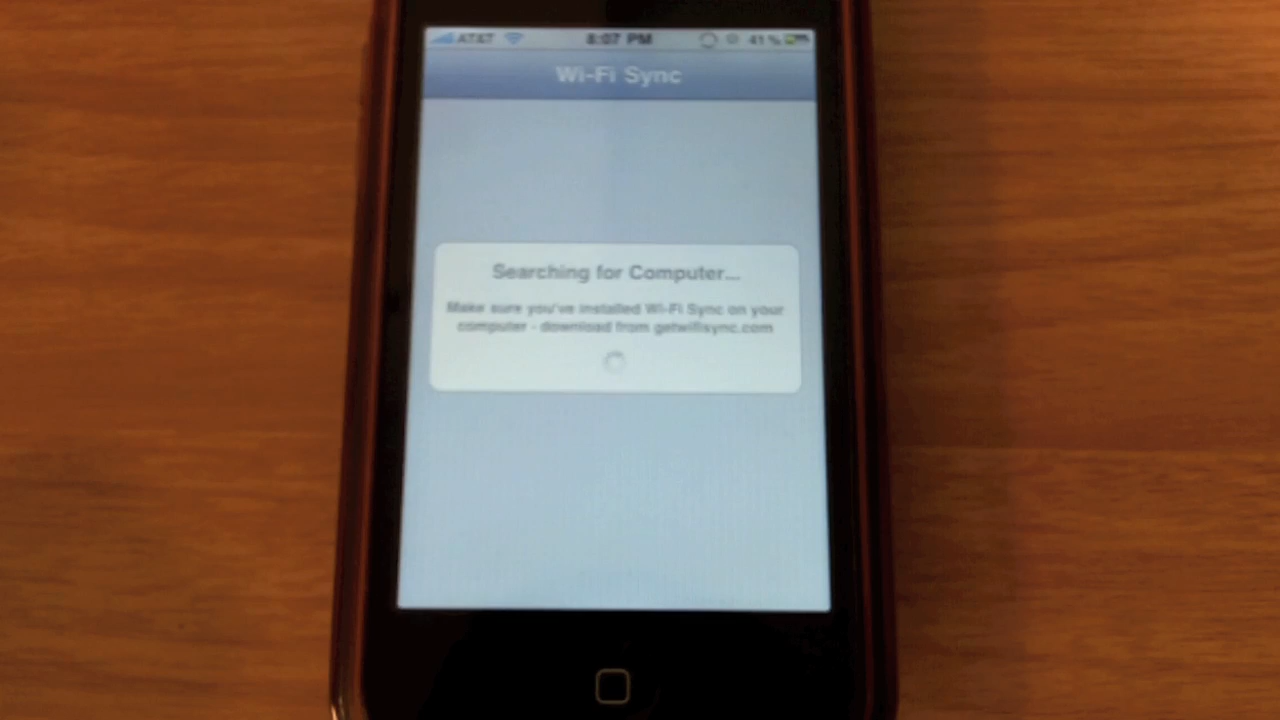 AT&T 8:07 PM 41%
Wi-Fi Sync
Searching for Computer...
Make sure you've installed Wi-Fi Sync on your
computer - download from getwifisync.com